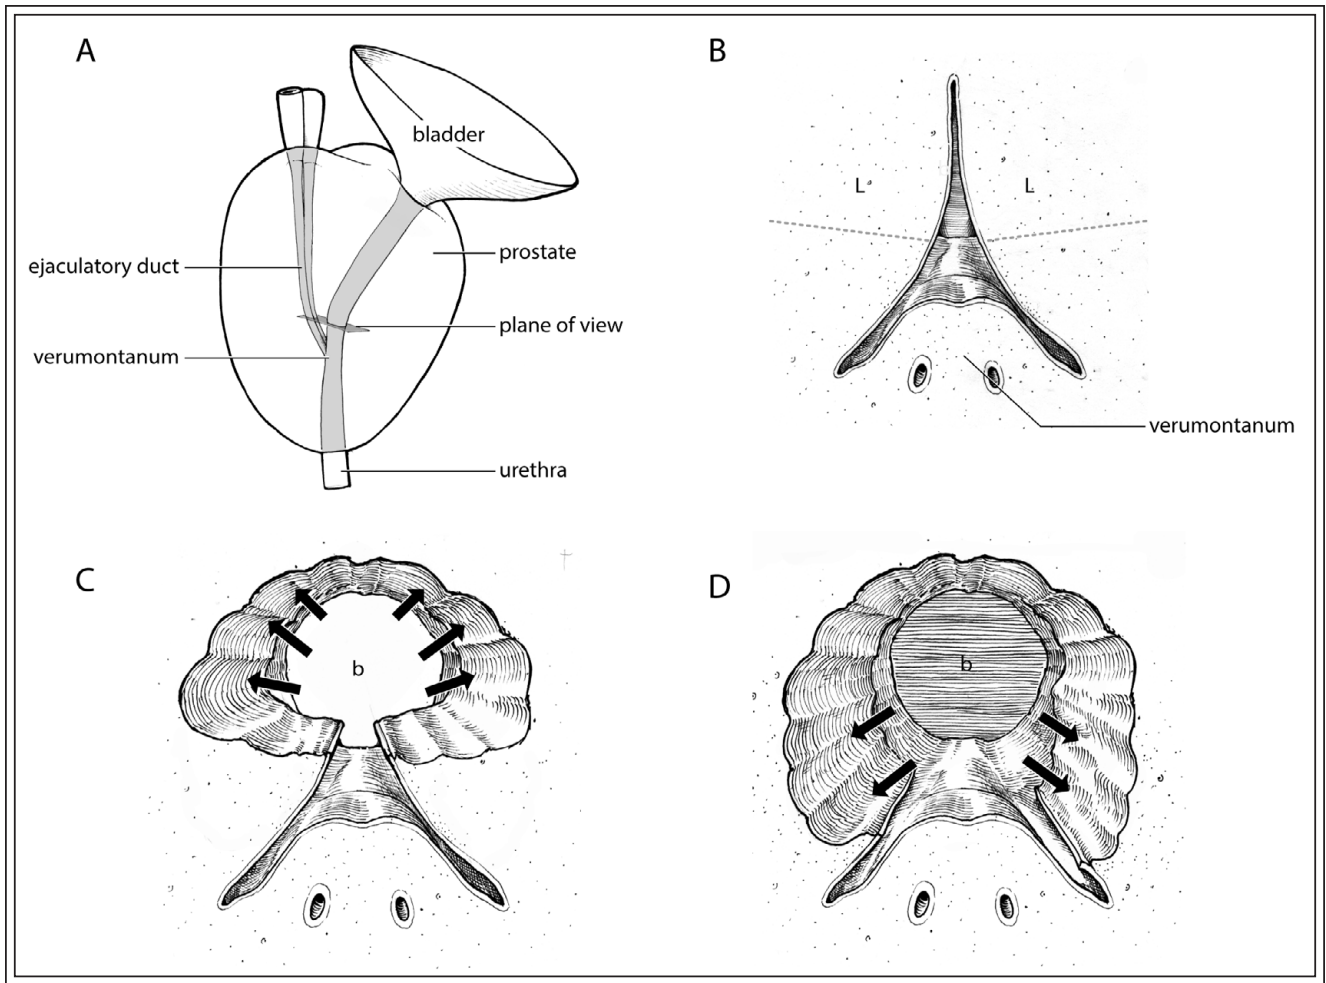 A
bladder
ejaculatory duct
prostate
plane of view
verumontanum
urethra
B
L
L
verumontanum
C
b
D
b